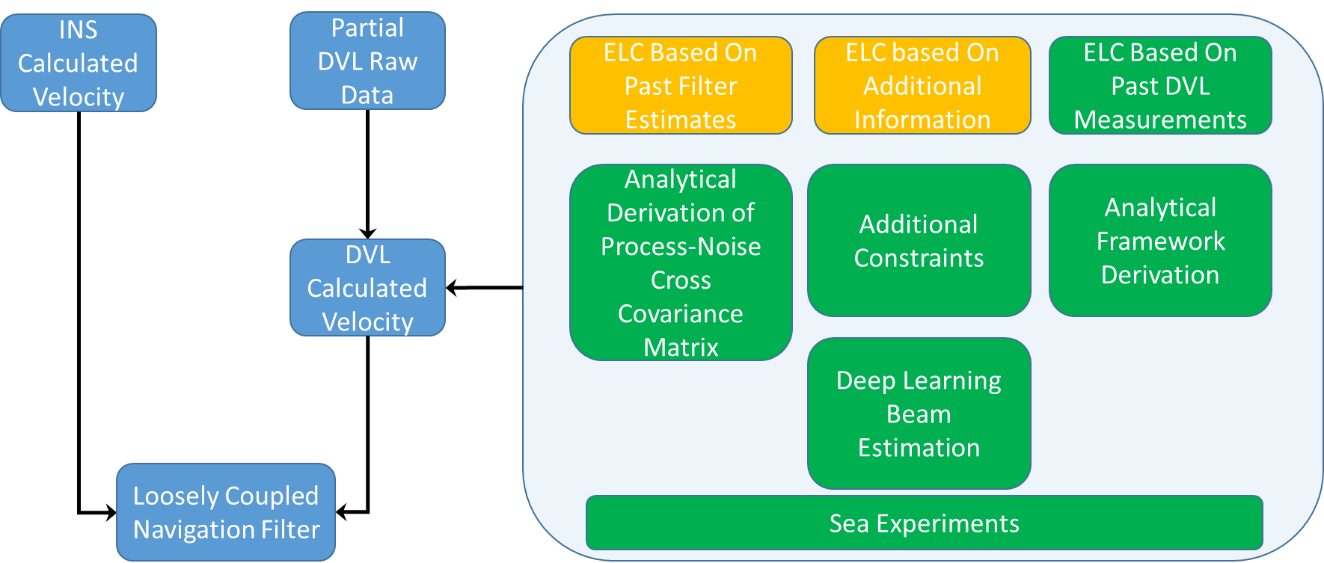 INS
Calculated
Velocity
Partial
DVL Raw
Data
DVL
Calculated
Velocity
Loosely Coupled
Navigation Filter
ELC Based On
Past Filter
Estimates
ELC based On
Additional
Information
ELC Based On
Past DVL
Measurements
Analytical
Derivation of
Process-Noise
Cross
Covariance
Matrix
Additional
Constraints
Analytical
Framework
Derivation
Deep Learning
Beam
Estimation
Sea Experiments